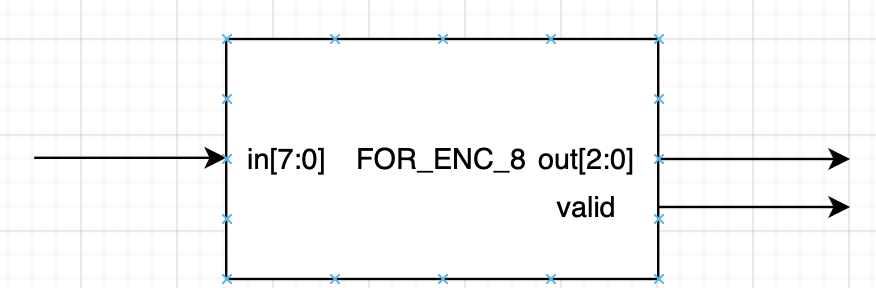 in[7:0] FOR_ENC_8 out[2:0]
valid